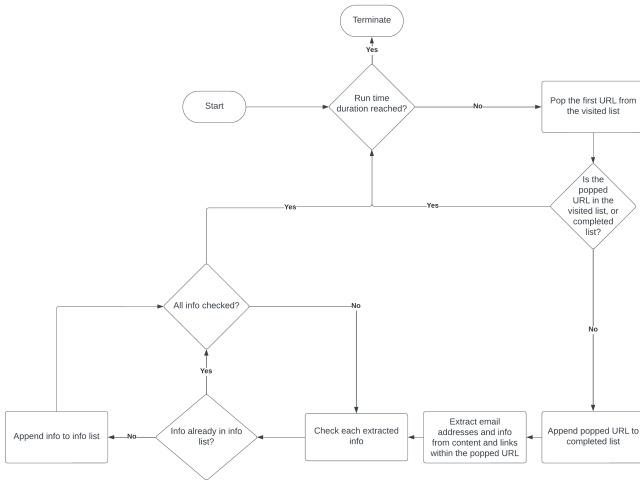 Terminate
Yes
Start
Run time
duration reached?
No
Pop the first URL from
the visited list
Is the
popped
URL in the
visited list, or
completed
list?
Yes
Yes
All info checked?
No
No
Yes
Append info to info list
No
Info already in info
list?
Check each extracted
info
Extract email
addresses and info
from content and links
within the popped URL
Append popped URL to
completed list